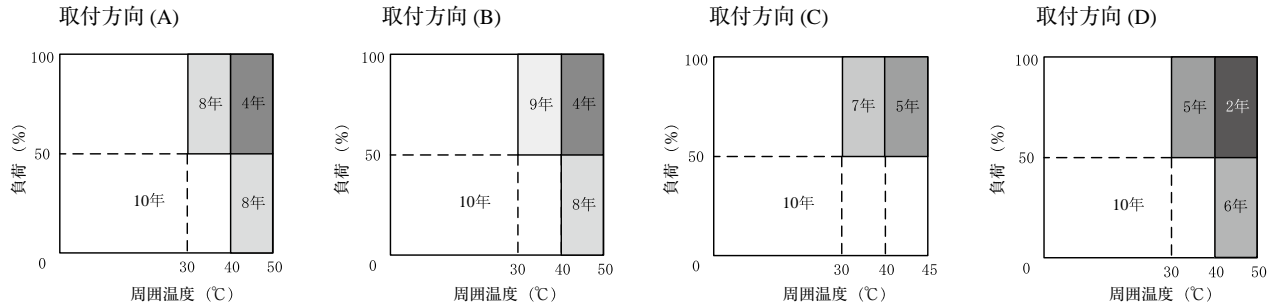 取付方向 (A)
100
8年
4年
50
10年
8年
0
30
40
50
負荷 (%)
周囲温度 (℃)
取付方向 (B)
100
9年
4年
50
10年
8年
0
30
40
50
負荷 (%)
周囲温度 (℃)
取付方向 (C)
100
7年
5年
50
10年
0
30
40
45
負荷 (%)
周囲温度 (℃)
取付方向 (D)
100
5年
2年
50
10年
6年
0
30
40
50
負荷 (%)
周囲温度 (℃)